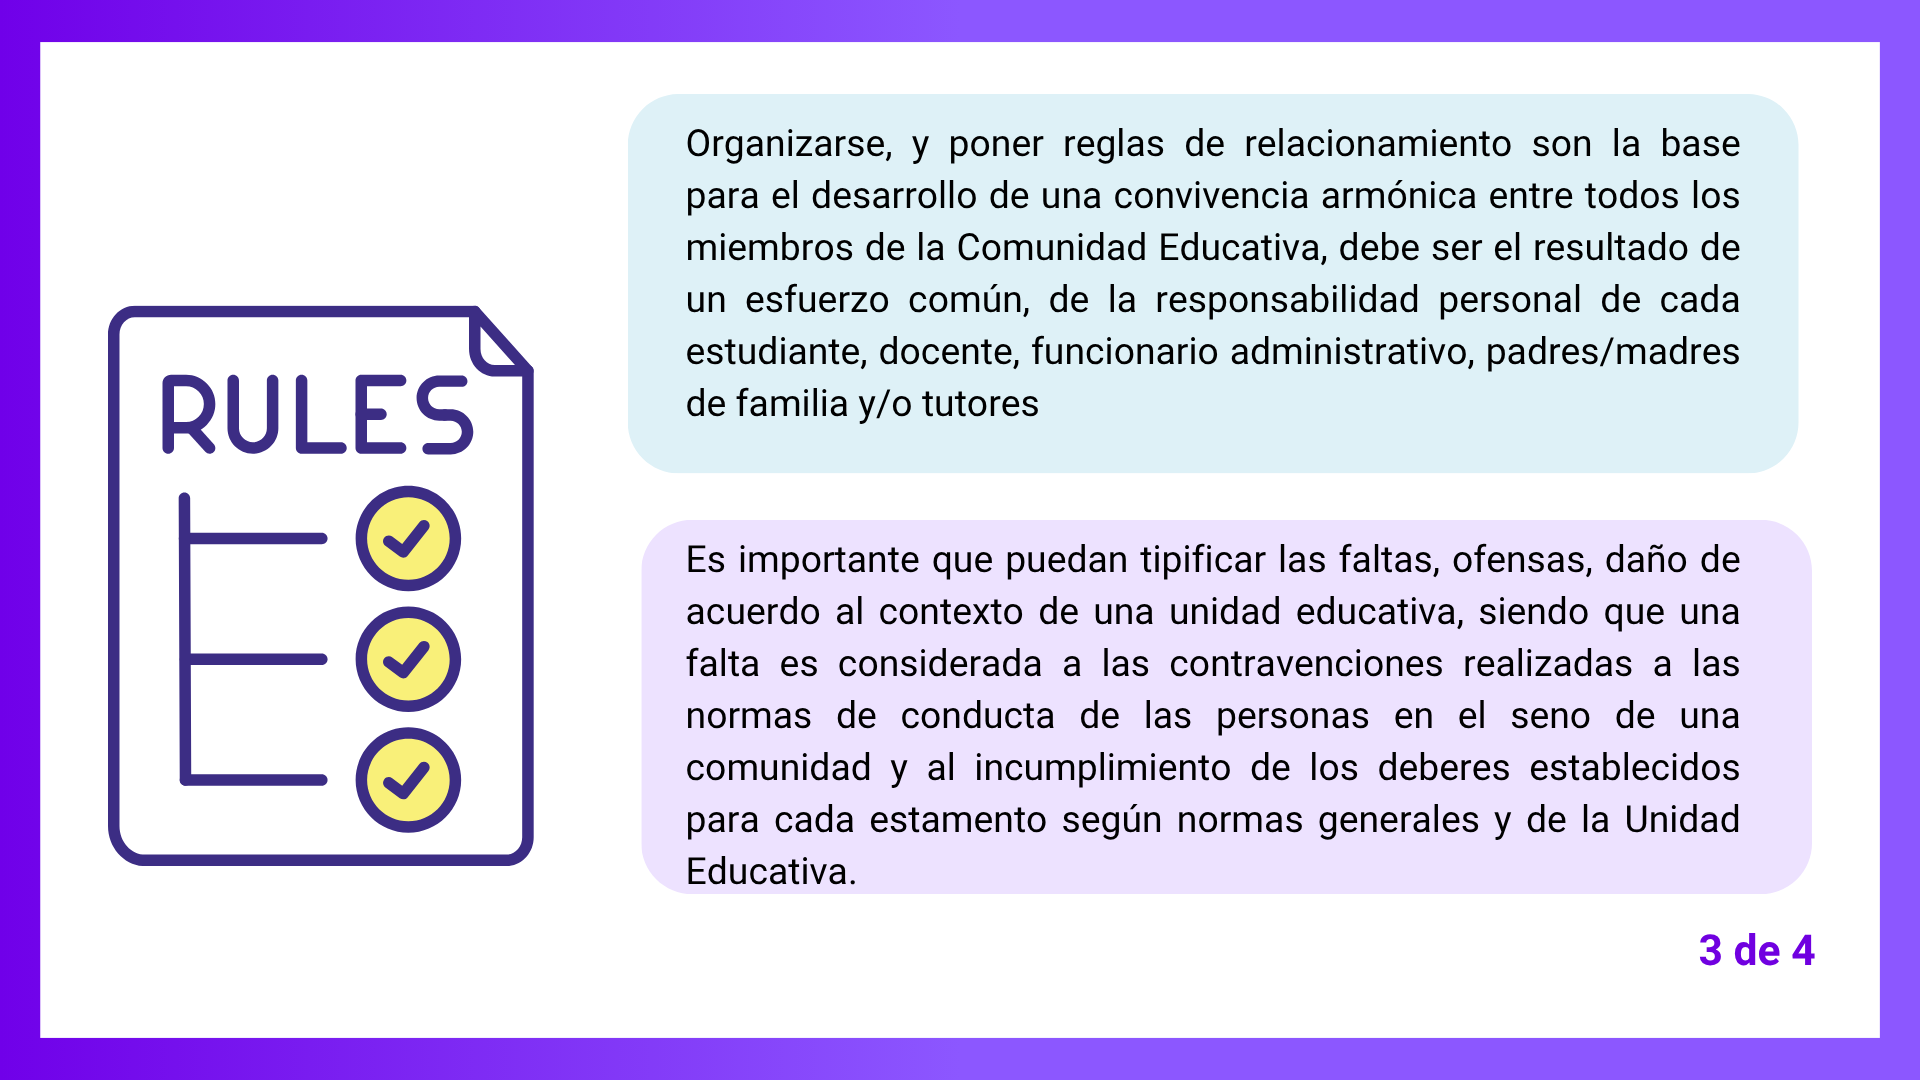 RULES
Organizarse, y poner reglas de relacionamiento son la base
para el desarrollo de una convivencia armónica entre todos los
miembros de la Comunidad Educativa, debe ser el resultado de
un esfuerzo común, de la responsabilidad personal de cada
estudiante, docente, funcionario administrativo, padres/madres
de familia y/o tutores
Es importante que puedan tipificar las faltas, ofensas, daño de
acuerdo al contexto de una unidad educativa, siendo que una
falta es considerada a las contravenciones realizadas a las
normas de conducta de las personas en el seno de una
comunidad y al incumplimiento de los deberes establecidos
para cada estamento según normas generales y de la Unidad
Educativa.
3 de 4